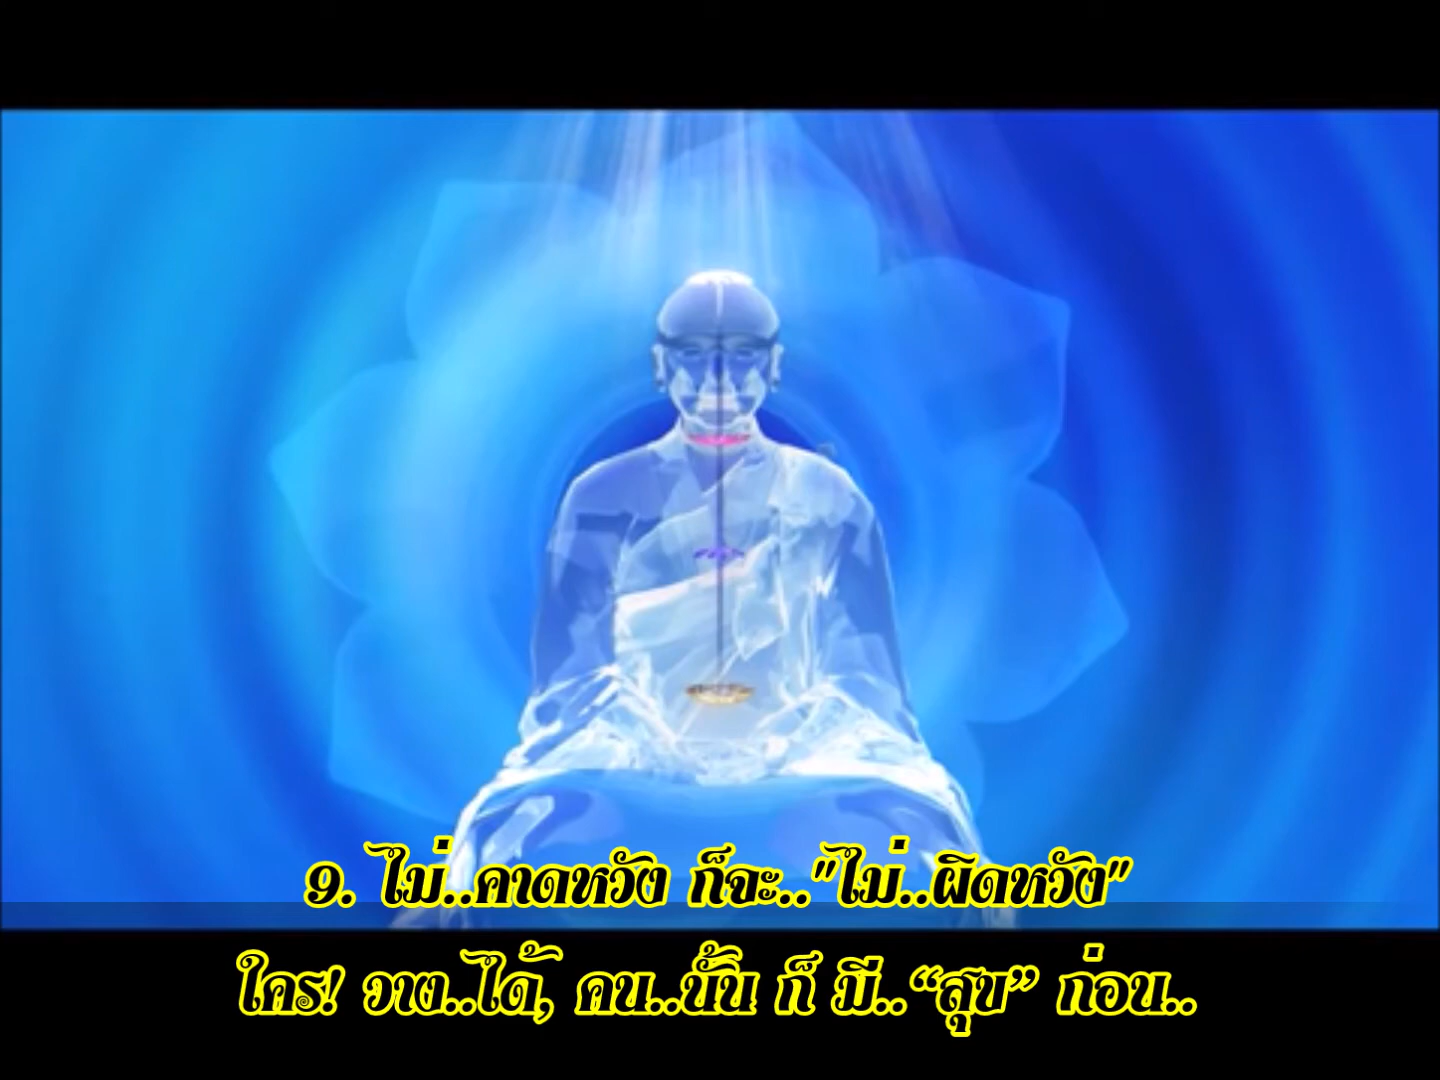 9. ไม่..คาดหวัง ก็จะ.."ไม่..ผิดหวัง"
ใคร! วาง..ได้, คน..นั้น ก็ มี..“สุข” ก่อน..